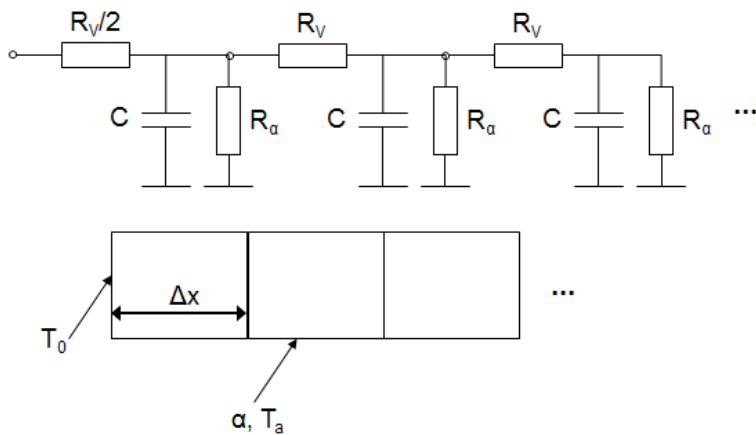 R_V/2 R_V R_V
C R_α C R_α C R_α ...
Δx ...
T_0
α, T_a